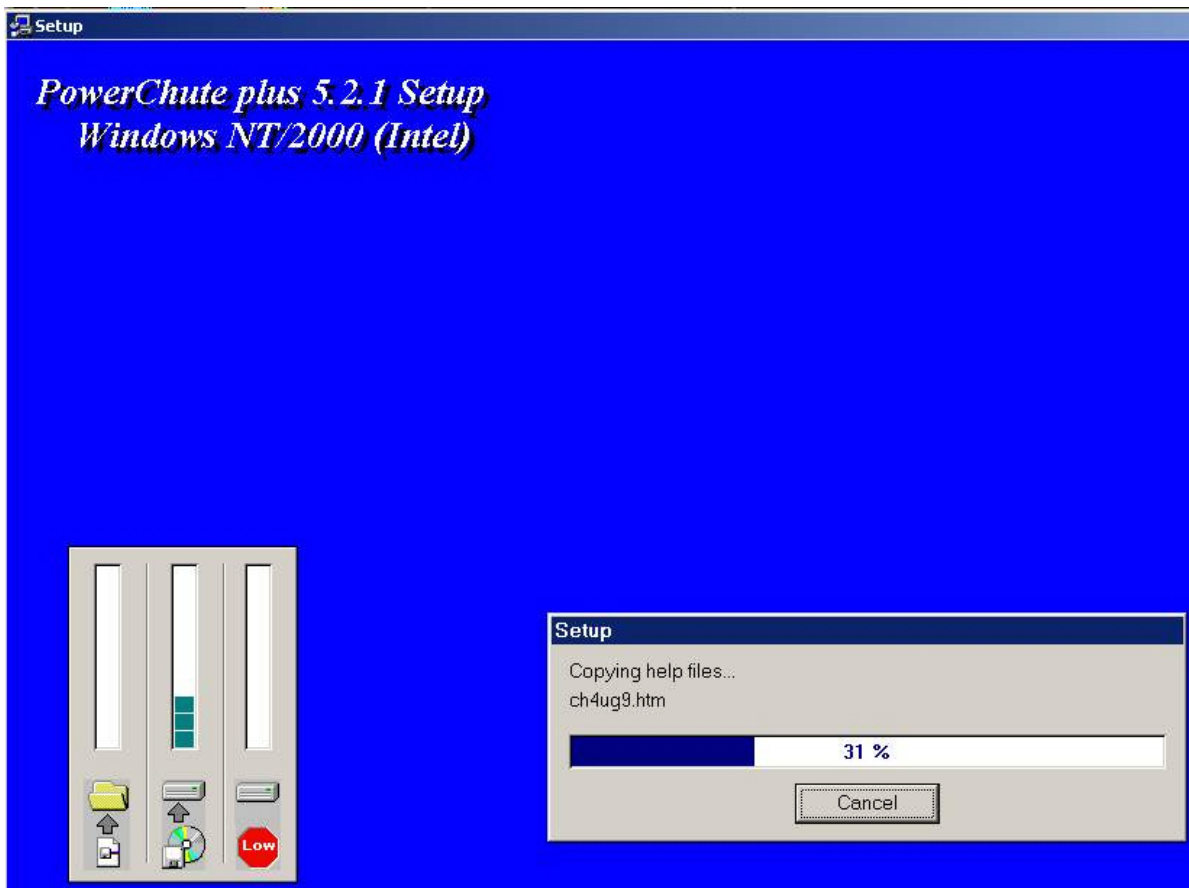 Setup
PowerChute plus 5.2.1 Setup
Windows NT/2000 (Intel)
Setup
Copying help files...
ch4ug9.htm
31 %
Cancel
Low